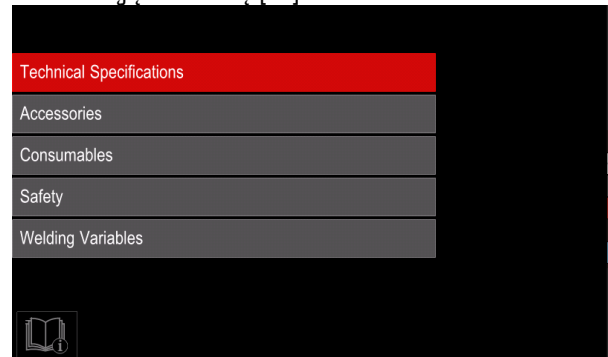 Technical Specifications
Accessories
Consumables
Safety
Welding Variables